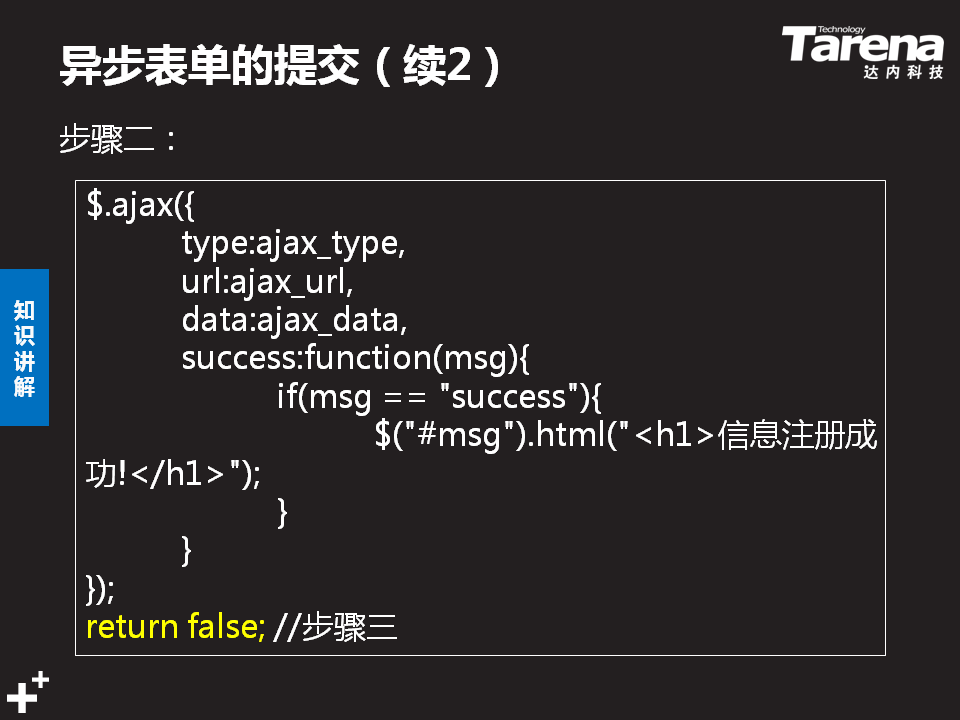 异步表单的提交（续2）
Technology
Tarena
达内科技
步骤二：
$.ajax({
type:ajax_type,
url:ajax_url,
data:ajax_data,
success:function(msg){
if(msg == "success"){
$("#msg").html("<h1>信息注册成
功!</h1>");
}
}
});
return false; //步骤三
知
识
讲
解